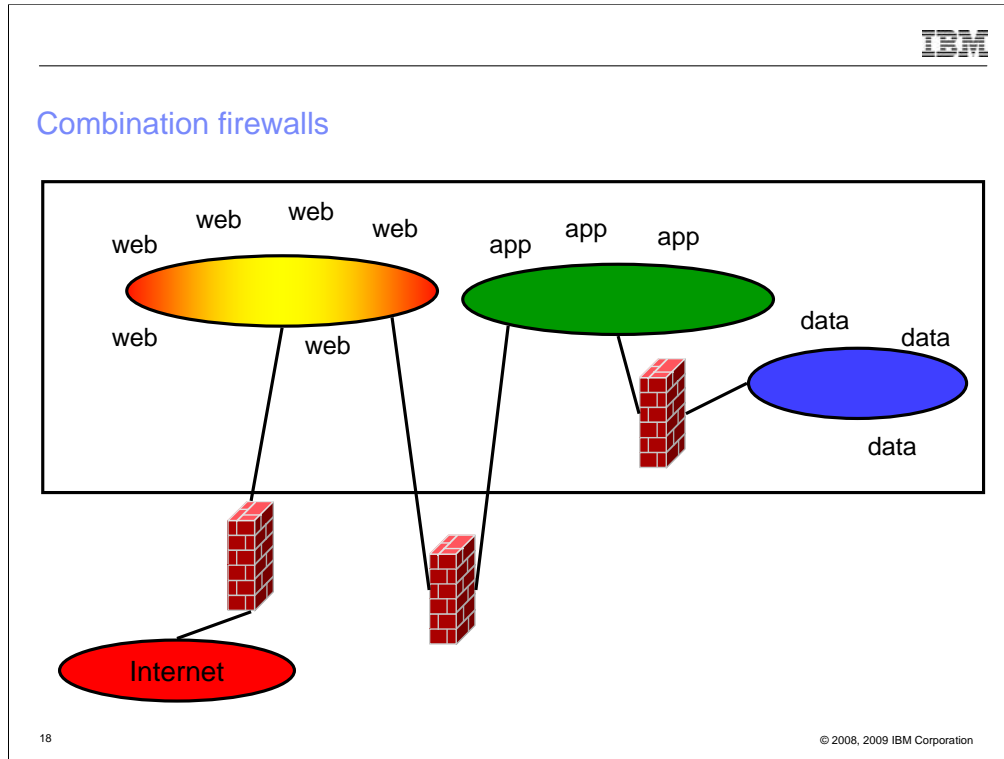 IBM
Combination firewalls
web
web
web
web
web
web
app
app
app
data
data
data
Internet
18
© 2008, 2009 IBM Corporation